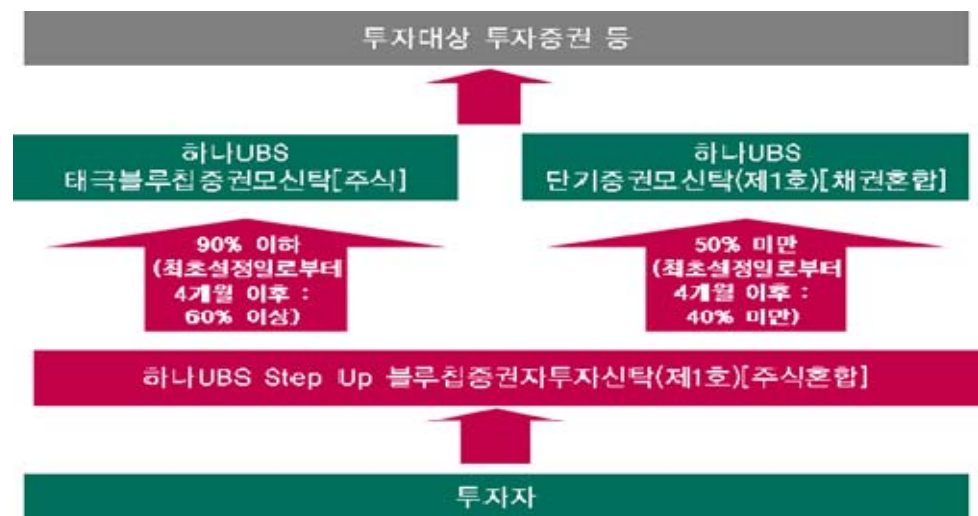 투자대상 투자증권 등
하나UBS
태극블루칩증권모신탁[주식]
하나UBS
단기증권모신탁(제1호)[채권혼합]
90% 이하
(최초설정일로부터
4개월 이후 :
60% 이상)
50% 미만
(최초설정일로부터
4개월 이후 :
40% 미만)
하나UBS Step Up 블루칩증권자투자신탁(제1호)[주식혼합]
투자자